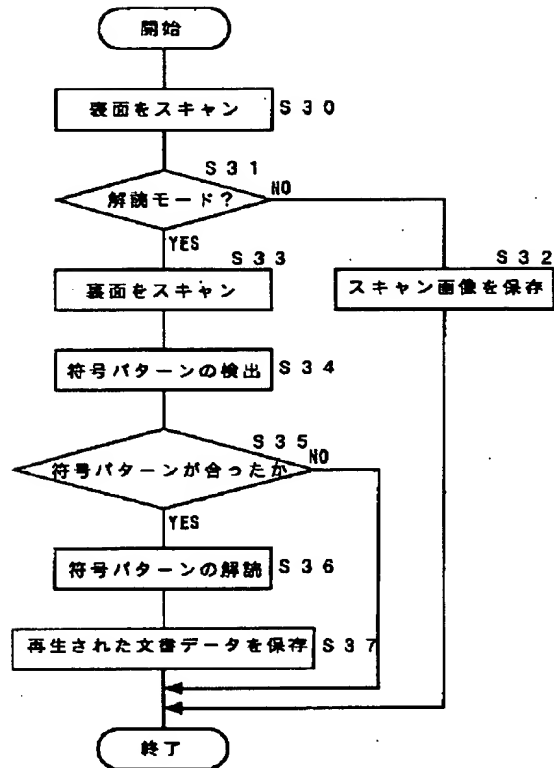 開始
表面をスキャン S30
S31
解読モード? NO
YES
S33
S32
裏面をスキャン
スキャン画像を保存
符号パターンの検出 S34
S35
符号パターンが合ったか NO
YES
符号パターンの解読 S36
再生された文書データを保存 S37
終了